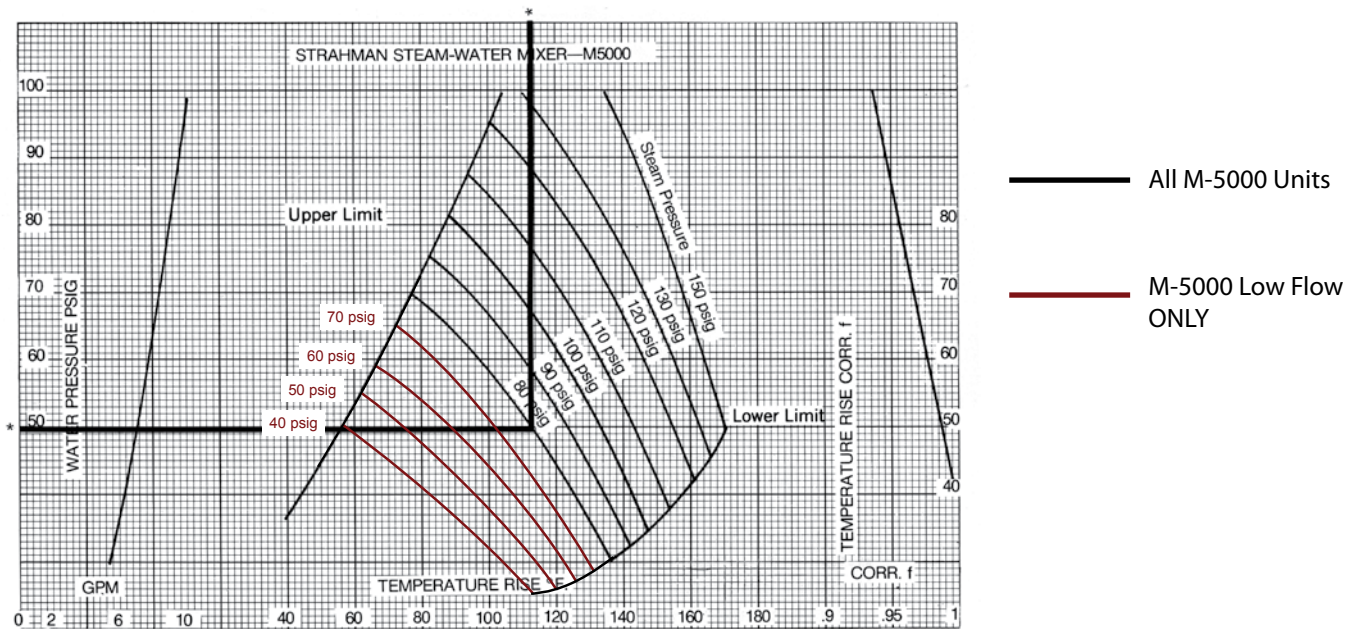 *
STRAHMAN STEAM-WATER MIXER—M5000
100
90
80
70
60
50
*
WATER PRESSURE PSIG
Upper Limit
Steam Pressure
150 psig
130 psig
120 psig
110 psig
100 psig
90 psig
80 psig
70 psig
60 psig
50 psig
40 psig
Lower Limit
TEMPERATURE RISE CORR. f
80
70
60
50
40
GPM
TEMPERATURE RISE °F
CORR. f
0 2 6 10 40 60 80 100 120 140 160 180 .9 .95 1
All M-5000 Units
M-5000 Low Flow
ONLY